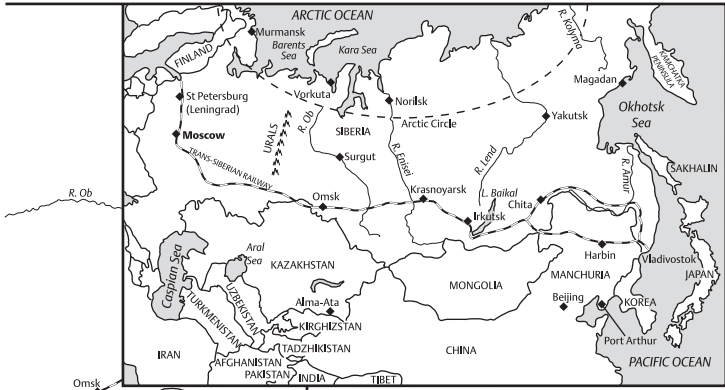 ARCTIC OCEAN
Murmansk
Barents
Sea
Kara Sea
R. Kolyma
FINLAND
KAMCHATKA
PENINSULA
Magadan
St Petersburg
(Leningrad)
Vorkuta
Norilsk
Okhotsk
Sea
Arctic Circle
Yakutsk
Moscow
URALS
R. Ob
SIBERIA
Surgut
R. Enisei
R. Lend
R. Amur
SAKHALIN
TRANS-SIBERIAN RAILWAY
R. Ob
Omsk
Krasnoyarsk
L. Baikal
Chita
Irkutsk
Caspian Sea
Aral
Sea
KAZAKHSTAN
Harbin
Vladivostok
MONGOLIA
MANCHURIA
JAPAN
UZBEKISTAN
Alma-Ata
Beijing
KOREA
TURKMENISTAN
KIRGHIZSTAN
Port Arthur
IRAN
TADZHIKISTAN
CHINA
AFGHANISTAN
PACIFIC OCEAN
PAKISTAN
INDIA
TIBET
Omsk